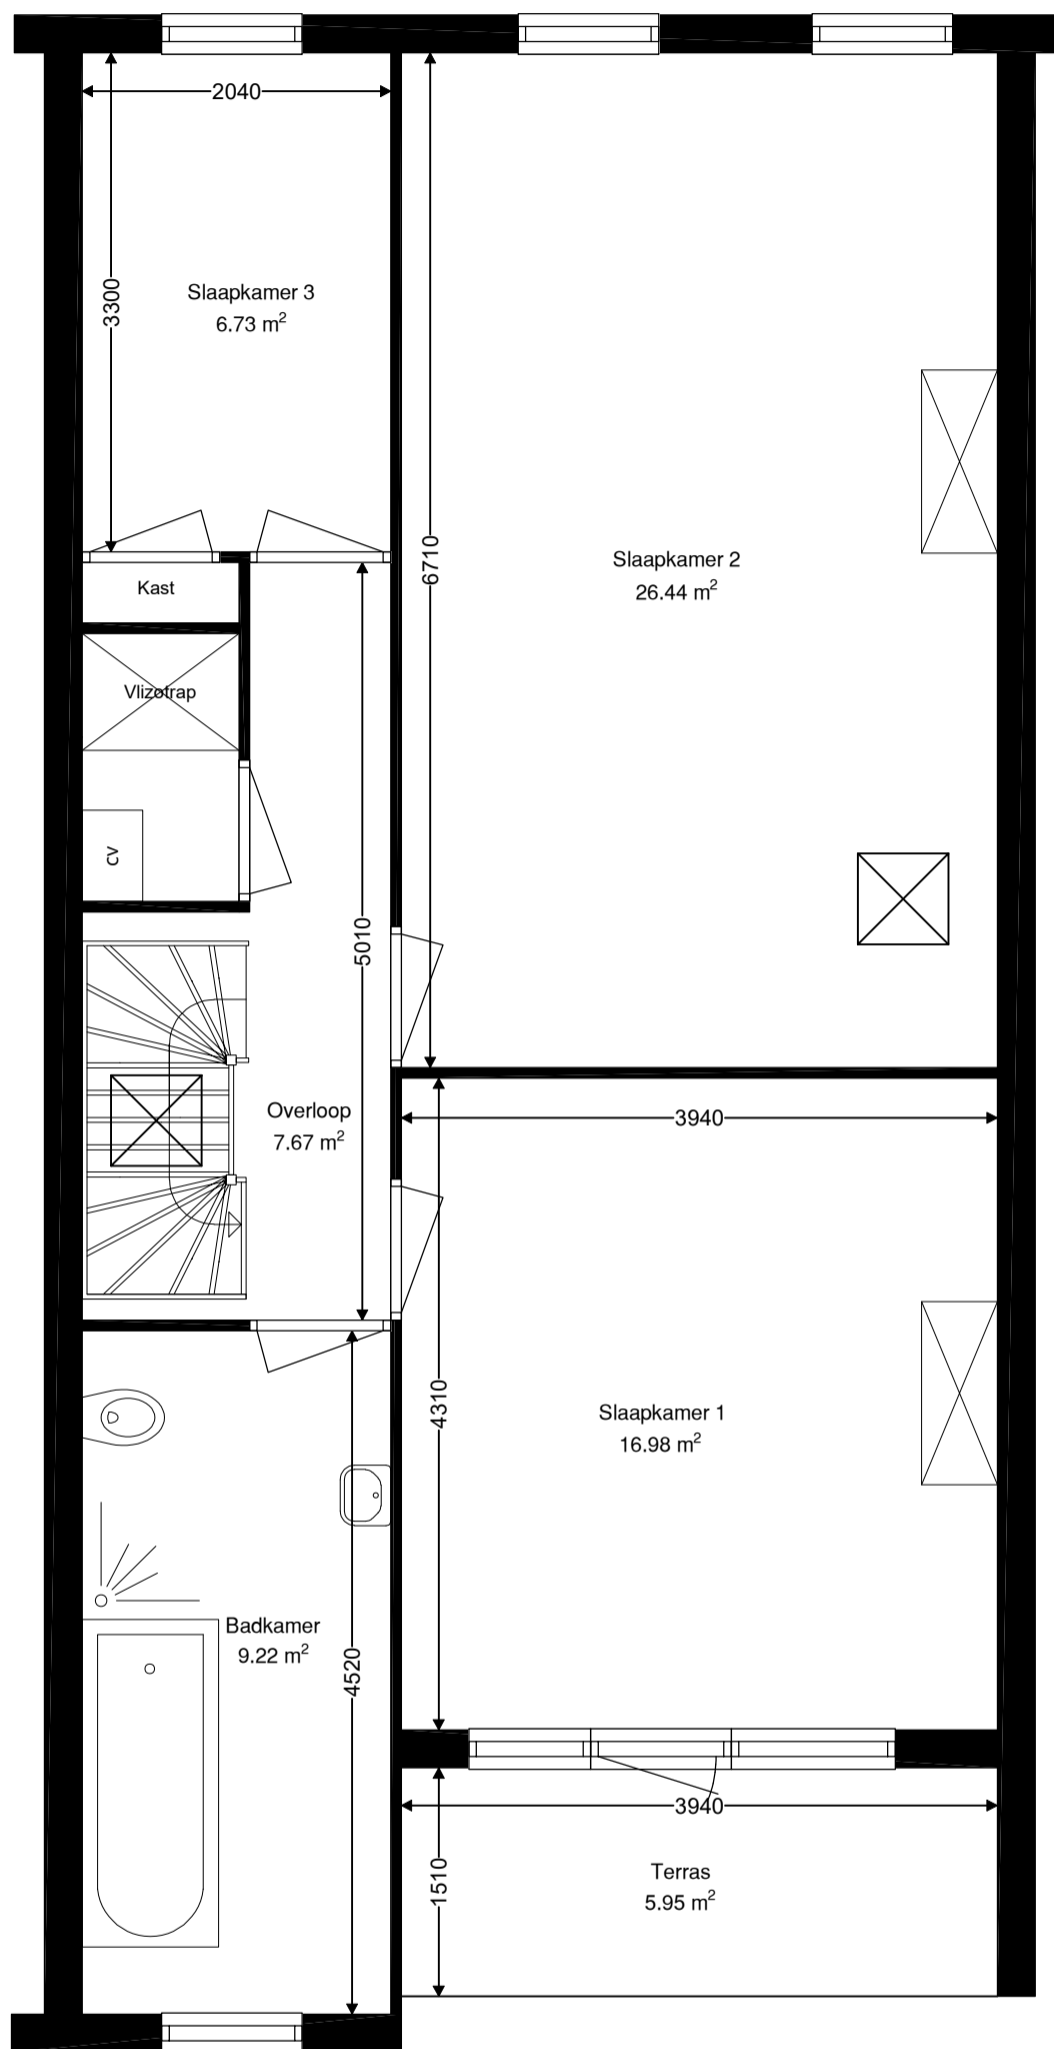 2040
3300
Slaapkamer 3
6.73 m²
Kast
Vlizotrap
cv
6710
Slaapkamer 2
26.44 m²
5010
Overloop
7.67 m²
3940
4310
Slaapkamer 1
16.98 m²
Badkamer
9.22 m²
4520
3940
1510
Terras
5.95 m²